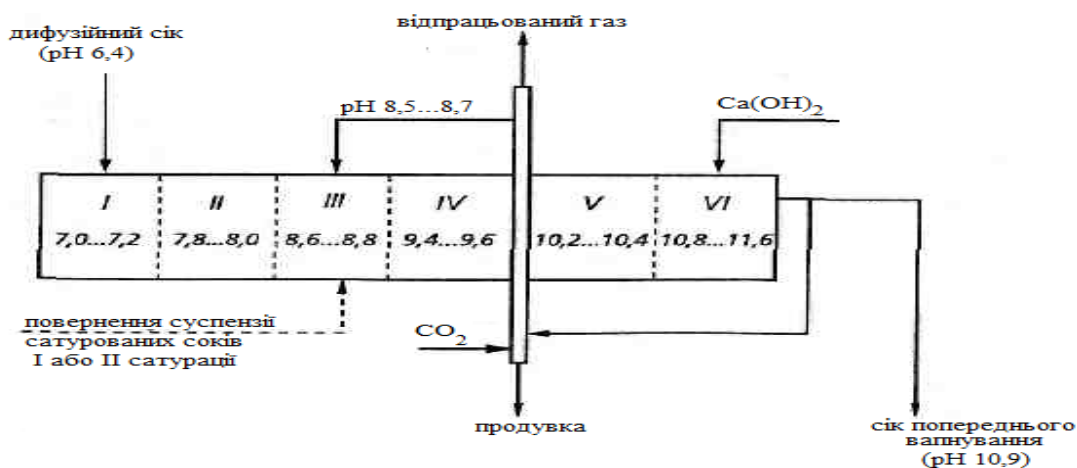 відпрацьований газ
дифузійний сік
(pH 6,4)
pH 8,5...8,7
Ca(OH)2
I II III IV V VI
7,0...7,2 7,8...8,0 8,6...8,8 9,4...9,6 10,2...10,4 10,8...11,6
повернення суспензії
сатурованих соків
I або II сатурації
CO2
продувка
сік попереднього
вапнування
(pH 10,9)